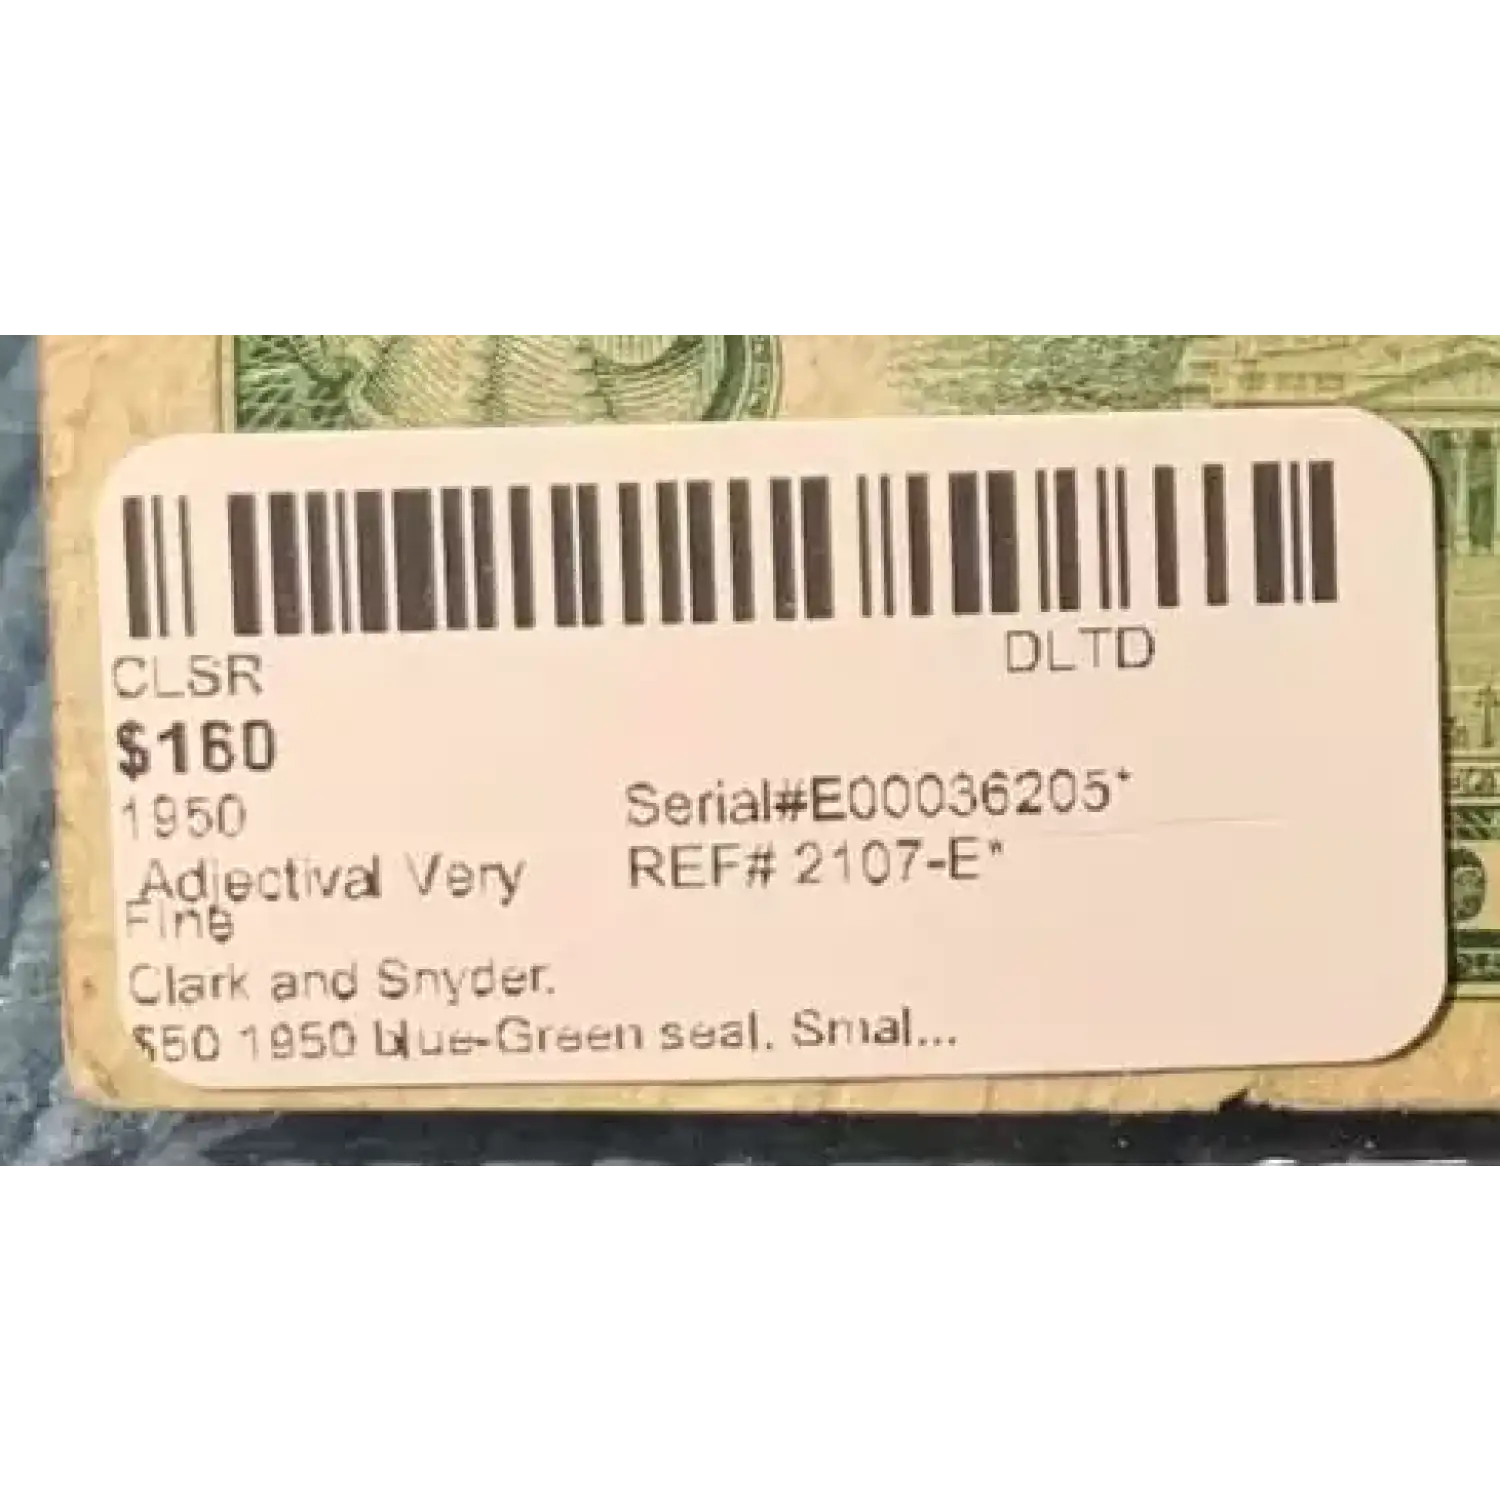 CLSR DLTD
$160
1950 Serial#E00036205*
Adjectival Very REF# 2107-E*
Fine
Clark and Snyder.
$50 1950 blue-Green seal. Smal...